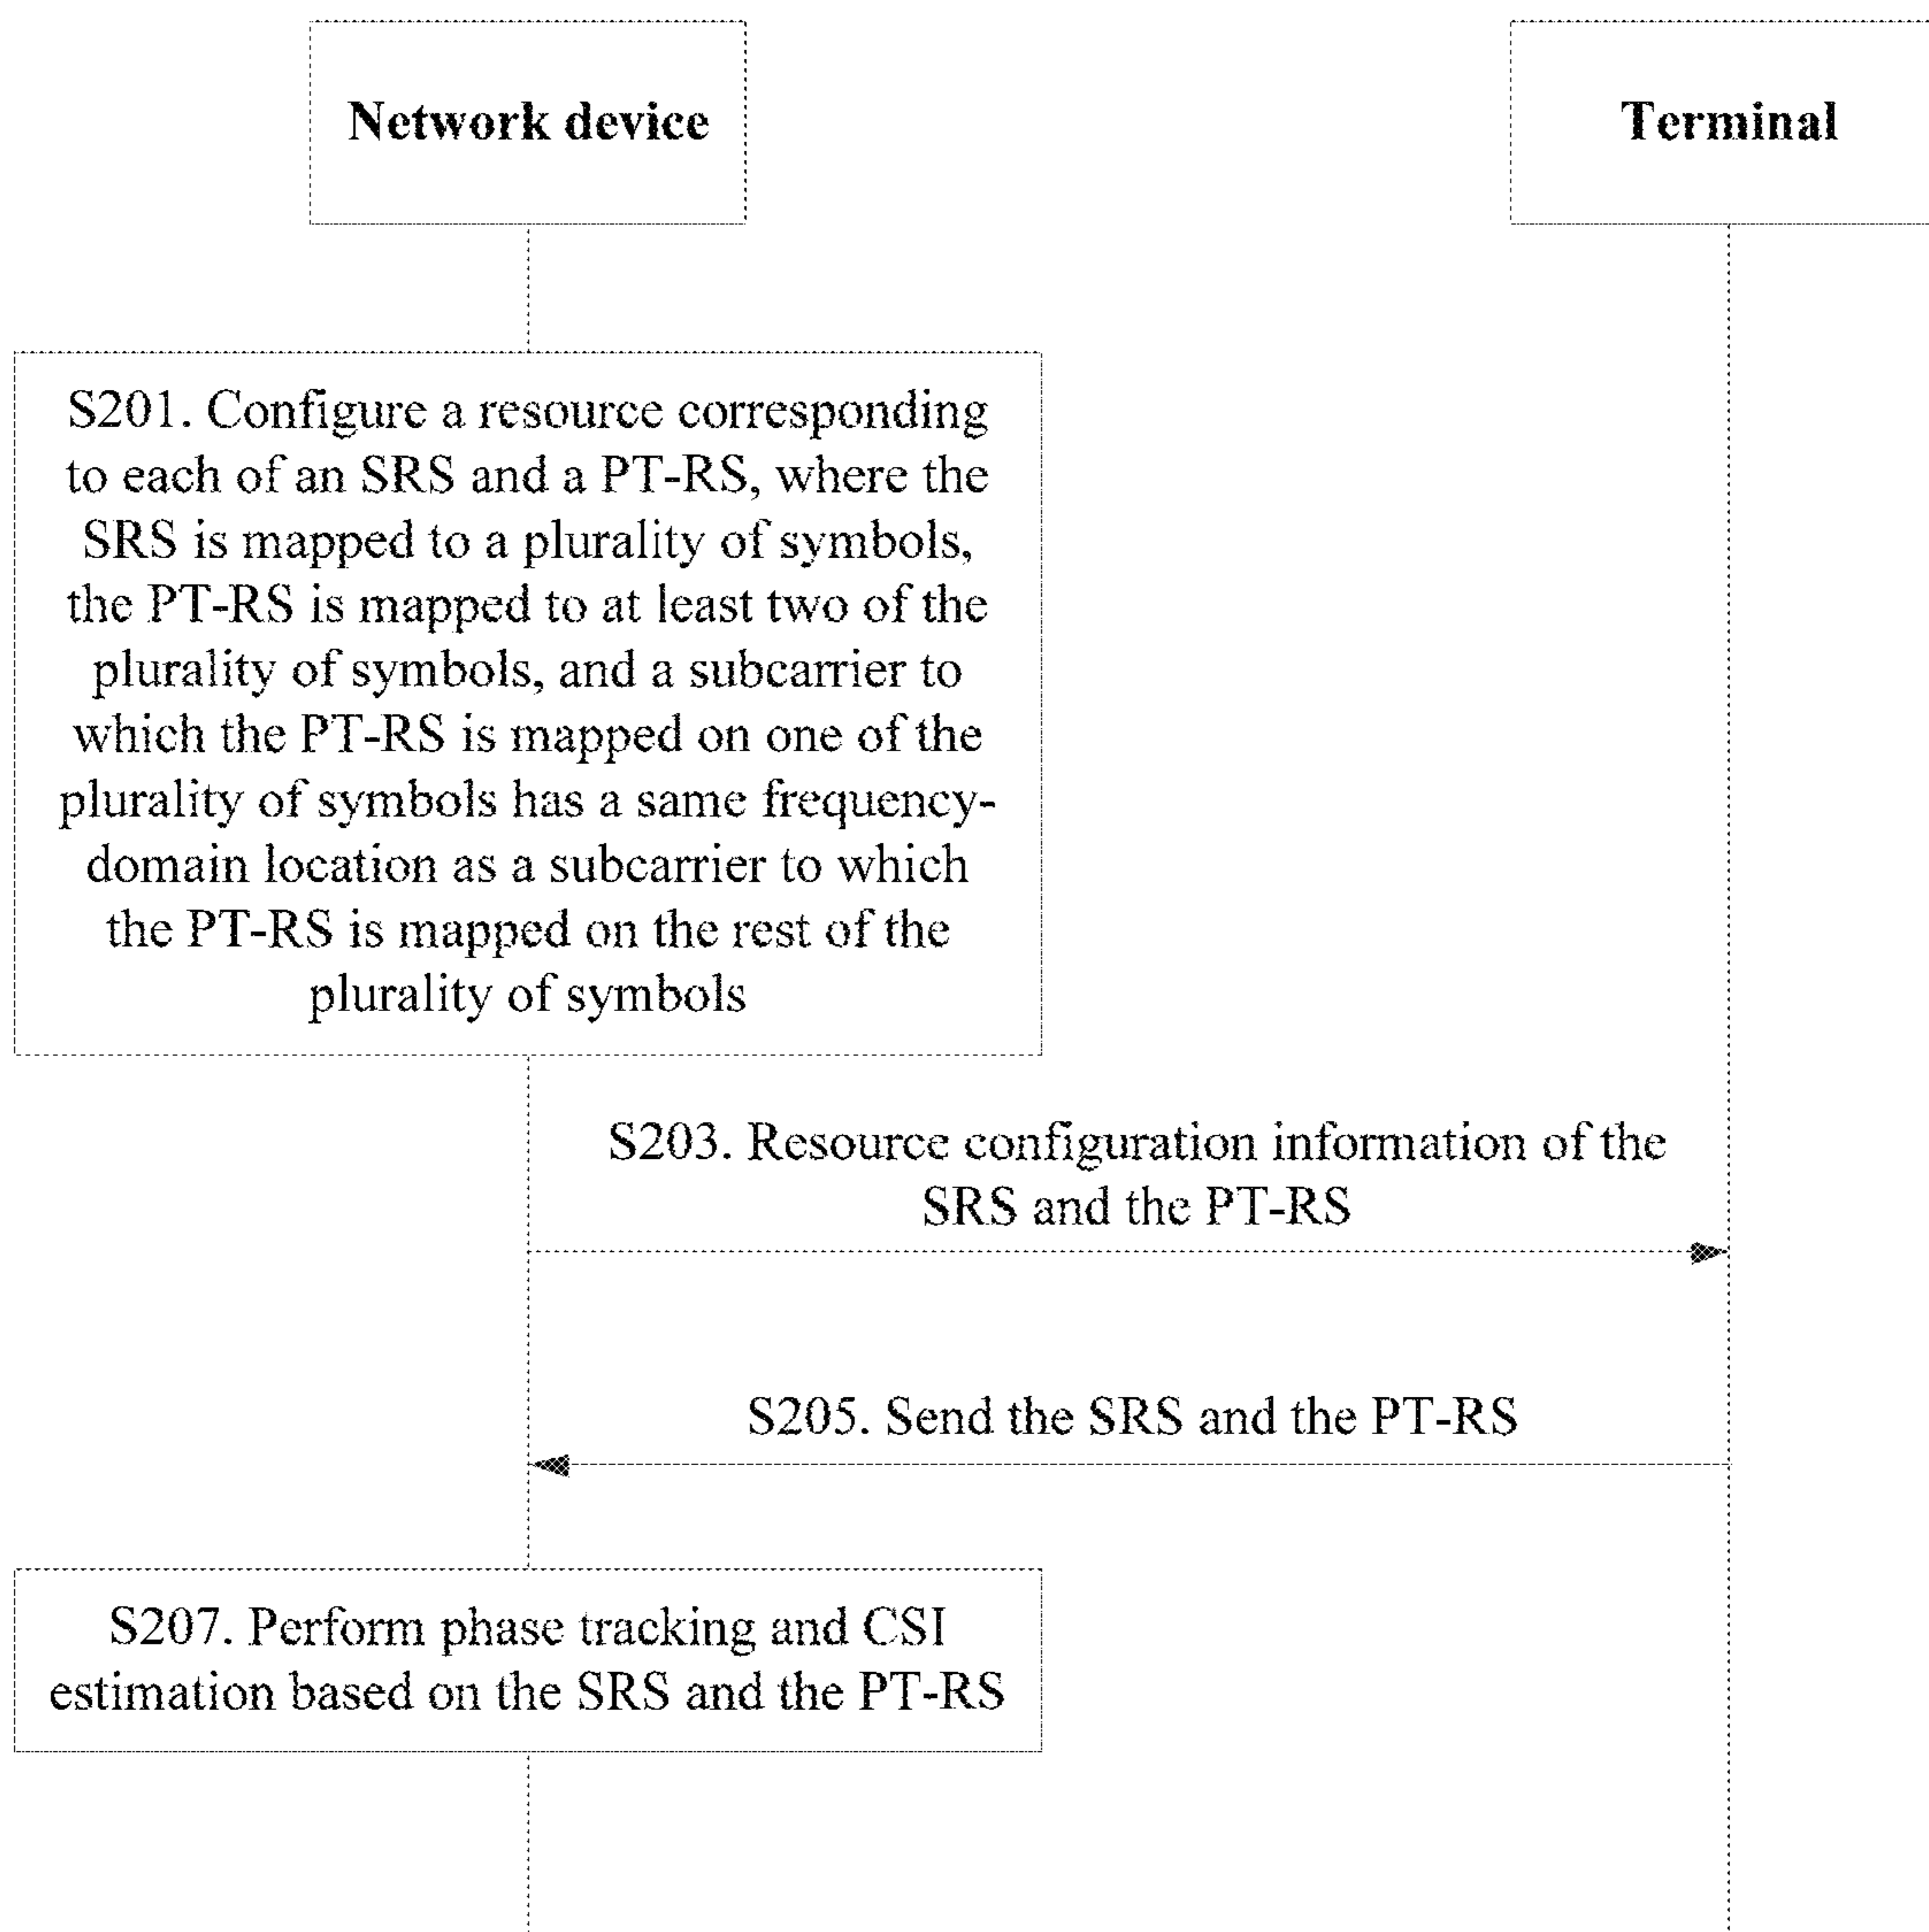 Network device
Terminal
S201. Configure a resource corresponding
to each of an SRS and a PT-RS, where the
SRS is mapped to a plurality of symbols,
the PT-RS is mapped to at least two of the
plurality of symbols, and a subcarrier to
which the PT-RS is mapped on one of the
plurality of symbols has a same frequency-
domain location as a subcarrier to which
the PT-RS is mapped on the rest of the
plurality of symbols
S203. Resource configuration information of the
SRS and the PT-RS
S205. Send the SRS and the PT-RS
S207. Perform phase tracking and CSI
estimation based on the SRS and the PT-RS